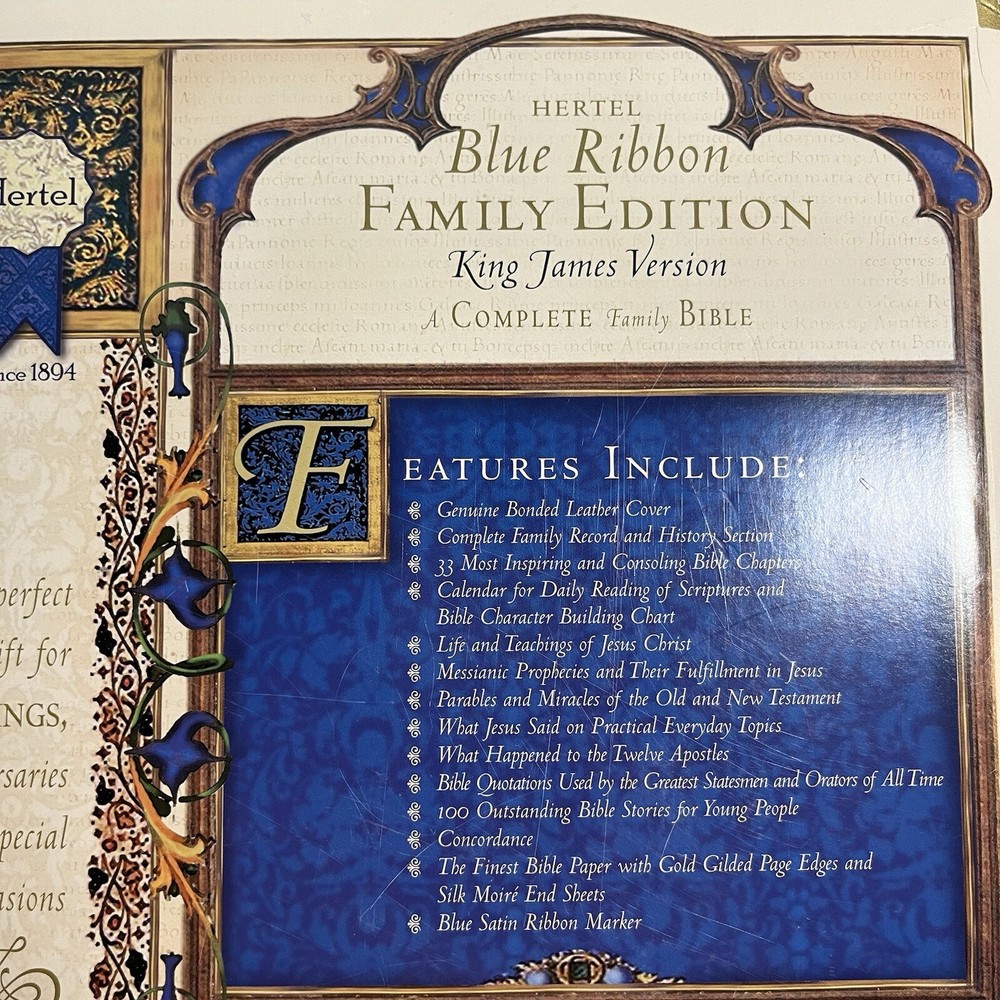 Hertel
nce 1894
perfect
ift for
INGS,
rsaries
pecial
asions
HERTEL
Blue Ribbon
FAMILY EDITION
King James Version
A COMPLETE Family BIBLE
FEATURES INCLUDE:
Genuine Bonded Leather Cover
Complete Family Record and History Section
33 Most Inspiring and Consoling Bible Chapters
Calendar for Daily Reading of Scriptures and
Bible Character Building Chart
Life and Teachings of Jesus Christ
Messianic Prophecies and Their Fulfillment in Jesus
Parables and Miracles of the Old and New Testament
What Jesus Said on Practical Everyday Topics
What Happened to the Twelve Apostles
Bible Quotations Used by the Greatest Statesmen and Orators of All Time
100 Outstanding Bible Stories for Young People
Concordance
The Finest Bible Paper with Gold Gilded Page Edges and
Silk Moiré End Sheets
Blue Satin Ribbon Marker